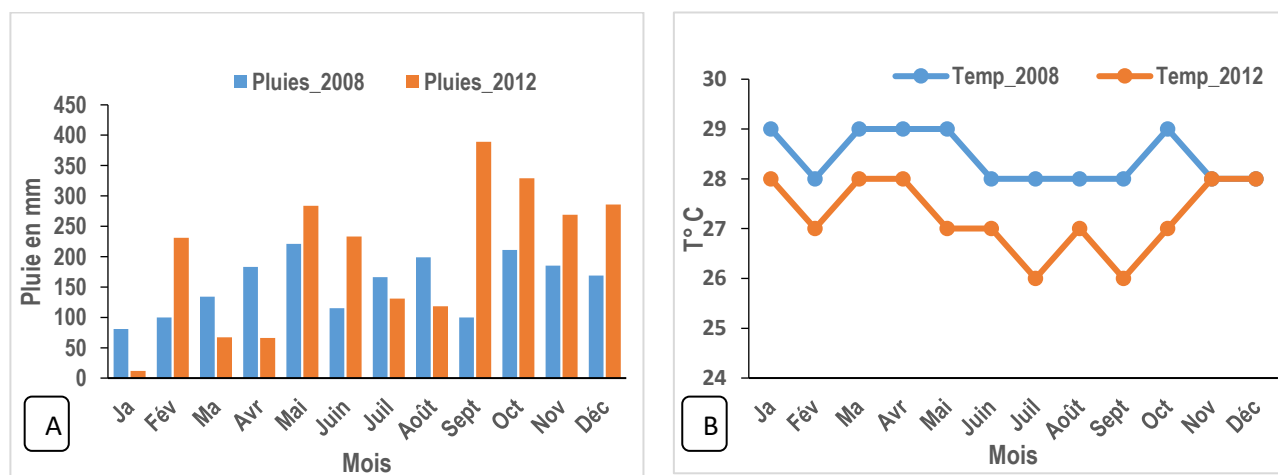 Pluies_2008 Pluies_2012
Pluie en mm
450
400
350
300
250
200
150
100
50
0
Ja Fév Ma Avr Mai Juin Juil Août Sept Oct Nov Déc
Mois
A
Temp_2008 Temp_2012
T° C
30
29
28
27
26
25
24
Ja Fév Ma Avr Mai Juin Juil Août Sept Oct Nov Déc
Mois
B